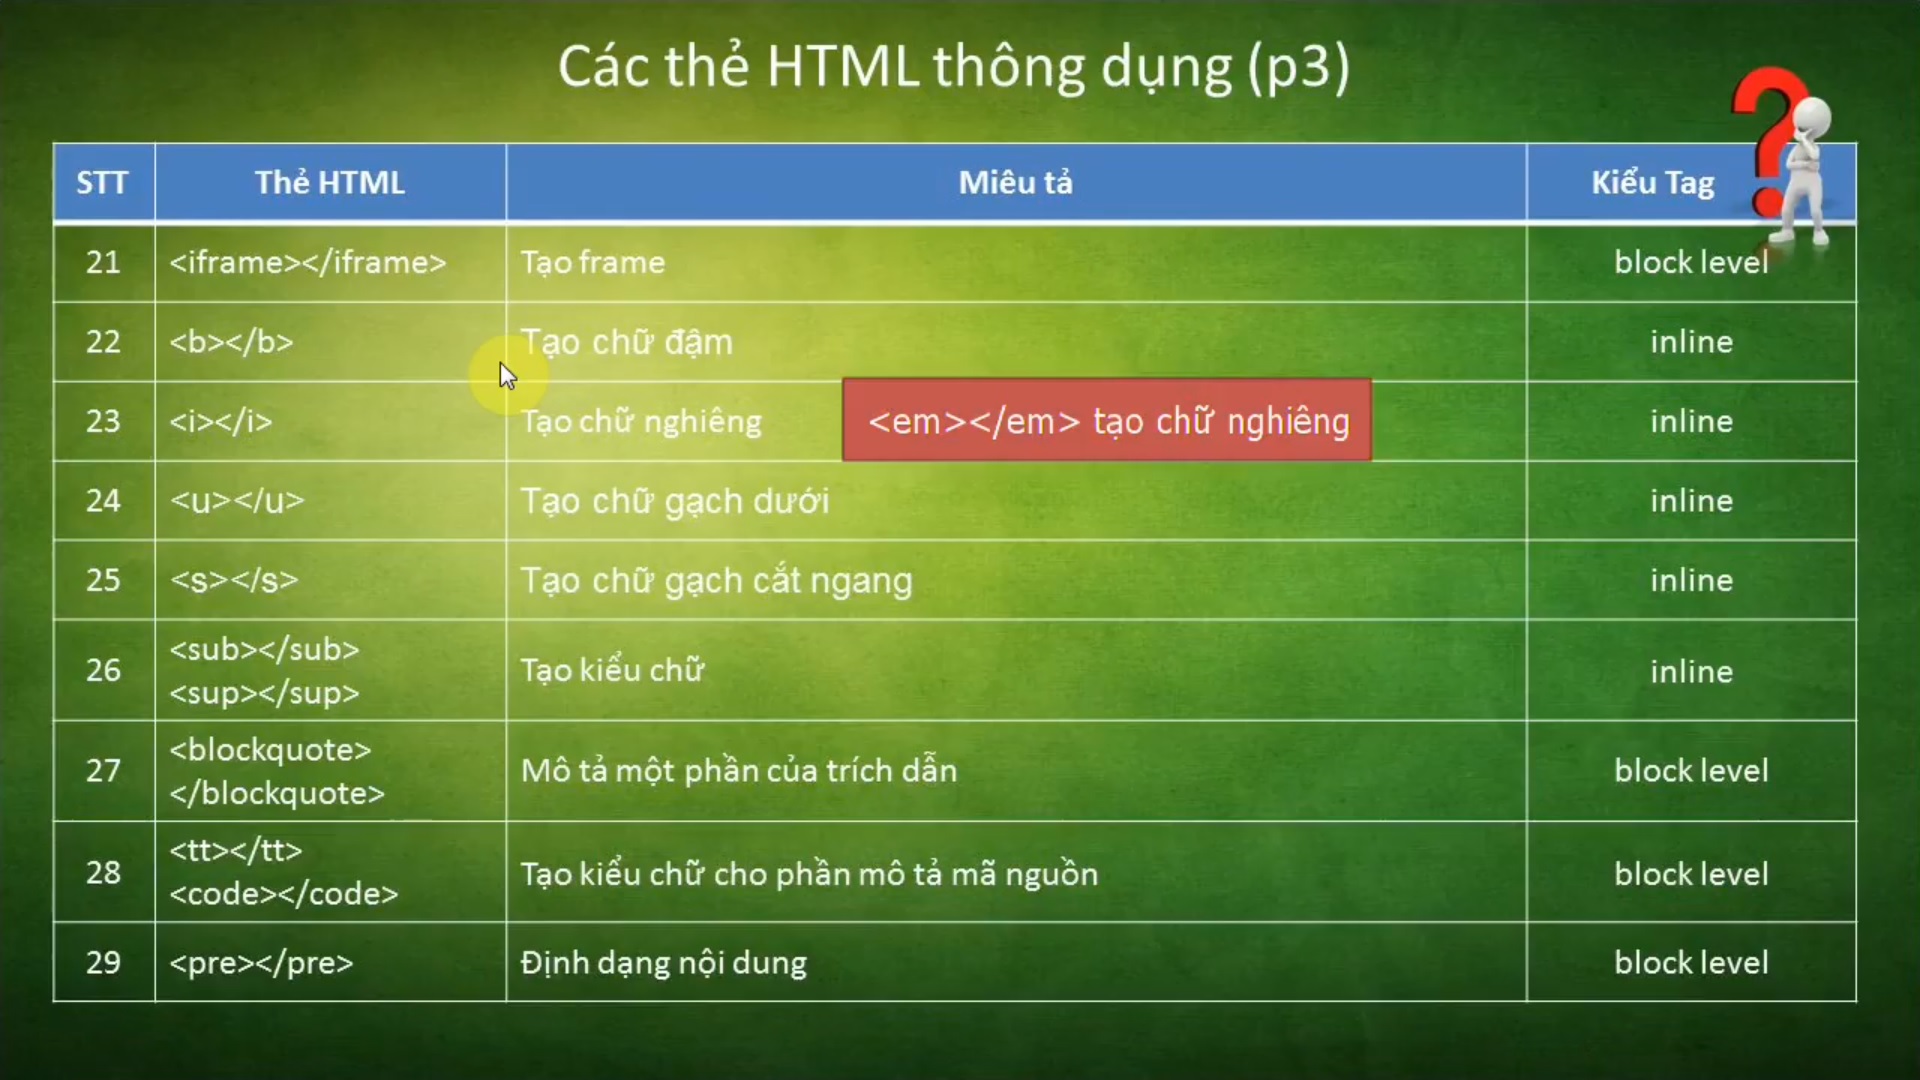 Các thẻ HTML thông dụng (p3)
STT Thẻ HTML Miêu tả Kiểu Tag
21 <iframe></iframe> Tạo frame block level
22 <b></b> Tạo chữ đậm inline
23 <i></i> Tạo chữ nghiêng <em></em> tạo chữ nghiêng inline
24 <u></u> Tạo chữ gạch dưới inline
25 <s></s> Tạo chữ gạch cắt ngang inline
26 <sub></sub>
<sup></sup> Tạo kiểu chữ inline
27 <blockquote>
</blockquote> Mô tả một phần của trích dẫn block level
28 <tt></tt>
<code></code> Tạo kiểu chữ cho phần mô tả mã nguồn block level
29 <pre></pre> Định dạng nội dung block level